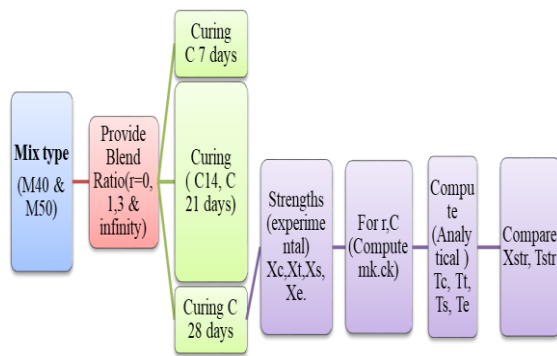 Mix type
(M40 &
M50)
Provide
Blend
Ratio(r=0,
1,3 &
infinity)
Curing
C 7 days
Curing
( C14, C
21 days)
Curing C
28 days
Strengths
(experime
ntal)
Xc,Xt,Xs,
Xe.
For r,C
(Compute
mk.ck)
Compu
te
(Analy
tical )
Tc, Tt,
Ts, Te
Compare
Xstr, Tstr